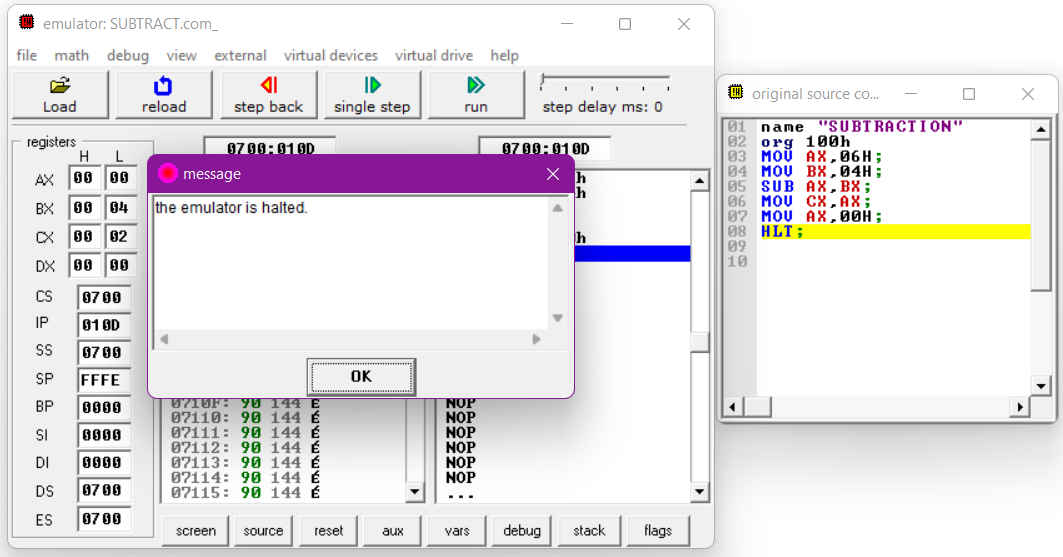 emulator: SUBTRACT.com_
file math debug view external virtual devices virtual drive help
Load reload step back single step run step delay ms: 0
registers
H L
0700:010D 0700:010D
AX 00 00
BX 00 04
CX 00 02
DX 00 00
CS 0700
IP 010D
SS 0700
SP FFFE
BP 0000
SI 0000
DI 0000
DS 0700
ES 0700
message
the emulator is halted.
OK
h
h
h
0710F: 90 144 É NOP
07110: 90 144 É NOP
07111: 90 144 É NOP
07112: 90 144 É NOP
07113: 90 144 É NOP
07114: 90 144 É NOP
07115: 90 144 É ...
screen source reset aux vars debug stack flags
original source co...
01 name "SUBTRACTION"
02 org 100h
03 MOV AX,06H;
04 MOV BX,04H;
05 SUB AX,BX;
06 MOV CX,AX;
07 MOV AX,00H;
08 HLT;
09
10